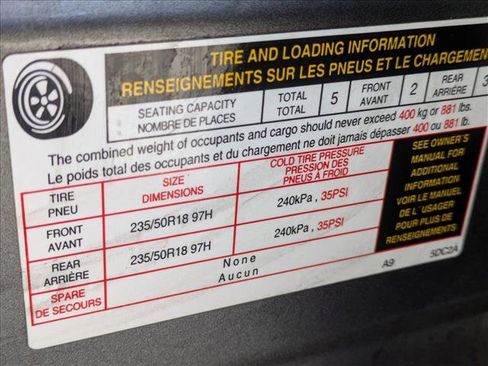 TIRE AND LOADING INFORMATION
RENSEIGNEMENTS SUR LES PNEUS ET LE CHARGEMENT
SEATING CAPACITY TOTAL 5 FRONT 2 REAR 3
NOMBRE DE PLACES TOTAL AVANT ARRIÈRE
The combined weight of occupants and cargo should never exceed 400 kg or 881 lbs.
Le poids total des occupants et du chargement ne doit jamais dépasser 400 ou 881 lb.
TIRE
PNEU
SIZE
DIMENSIONS
COLD TIRE PRESSURE
PRESSION DES
PNEUS À FROID
FRONT
AVANT
235/50R18 97H
240kPa , 35PSI
REAR
ARRIÈRE
235/50R18 97H
240kPa , 35PSI
SPARE
DE SECOURS
None
Aucun
SEE OWNER'S
MANUAL FOR
ADDITIONAL
INFORMATION
VOIR LE MANUEL
DE L'USAGER
POUR PLUS DE
RENSEIGNEMENTS
A9 5DC2A